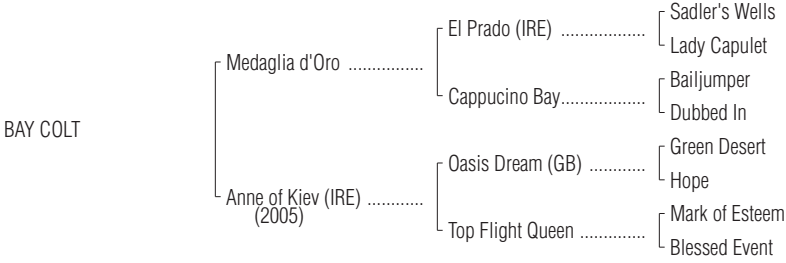 Sadler's Wells
El Prado (IRE) ..................
Lady Capulet
Medaglia d'Oro ................
Bailjumper
Cappucino Bay..................
Dubbed In
BAY COLT
Green Desert
Oasis Dream (GB) ............
Hope
Anne of Kiev (IRE) ............
(2005)
Mark of Esteem
Top Flight Queen ..............
Blessed Event